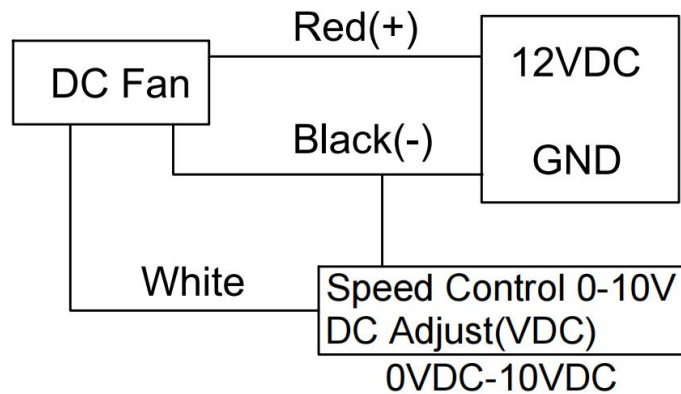 Red(+)
12VDC
DC Fan
Black(-)
GND
White
Speed Control 0-10V
DC Adjust(VDC)
0VDC-10VDC